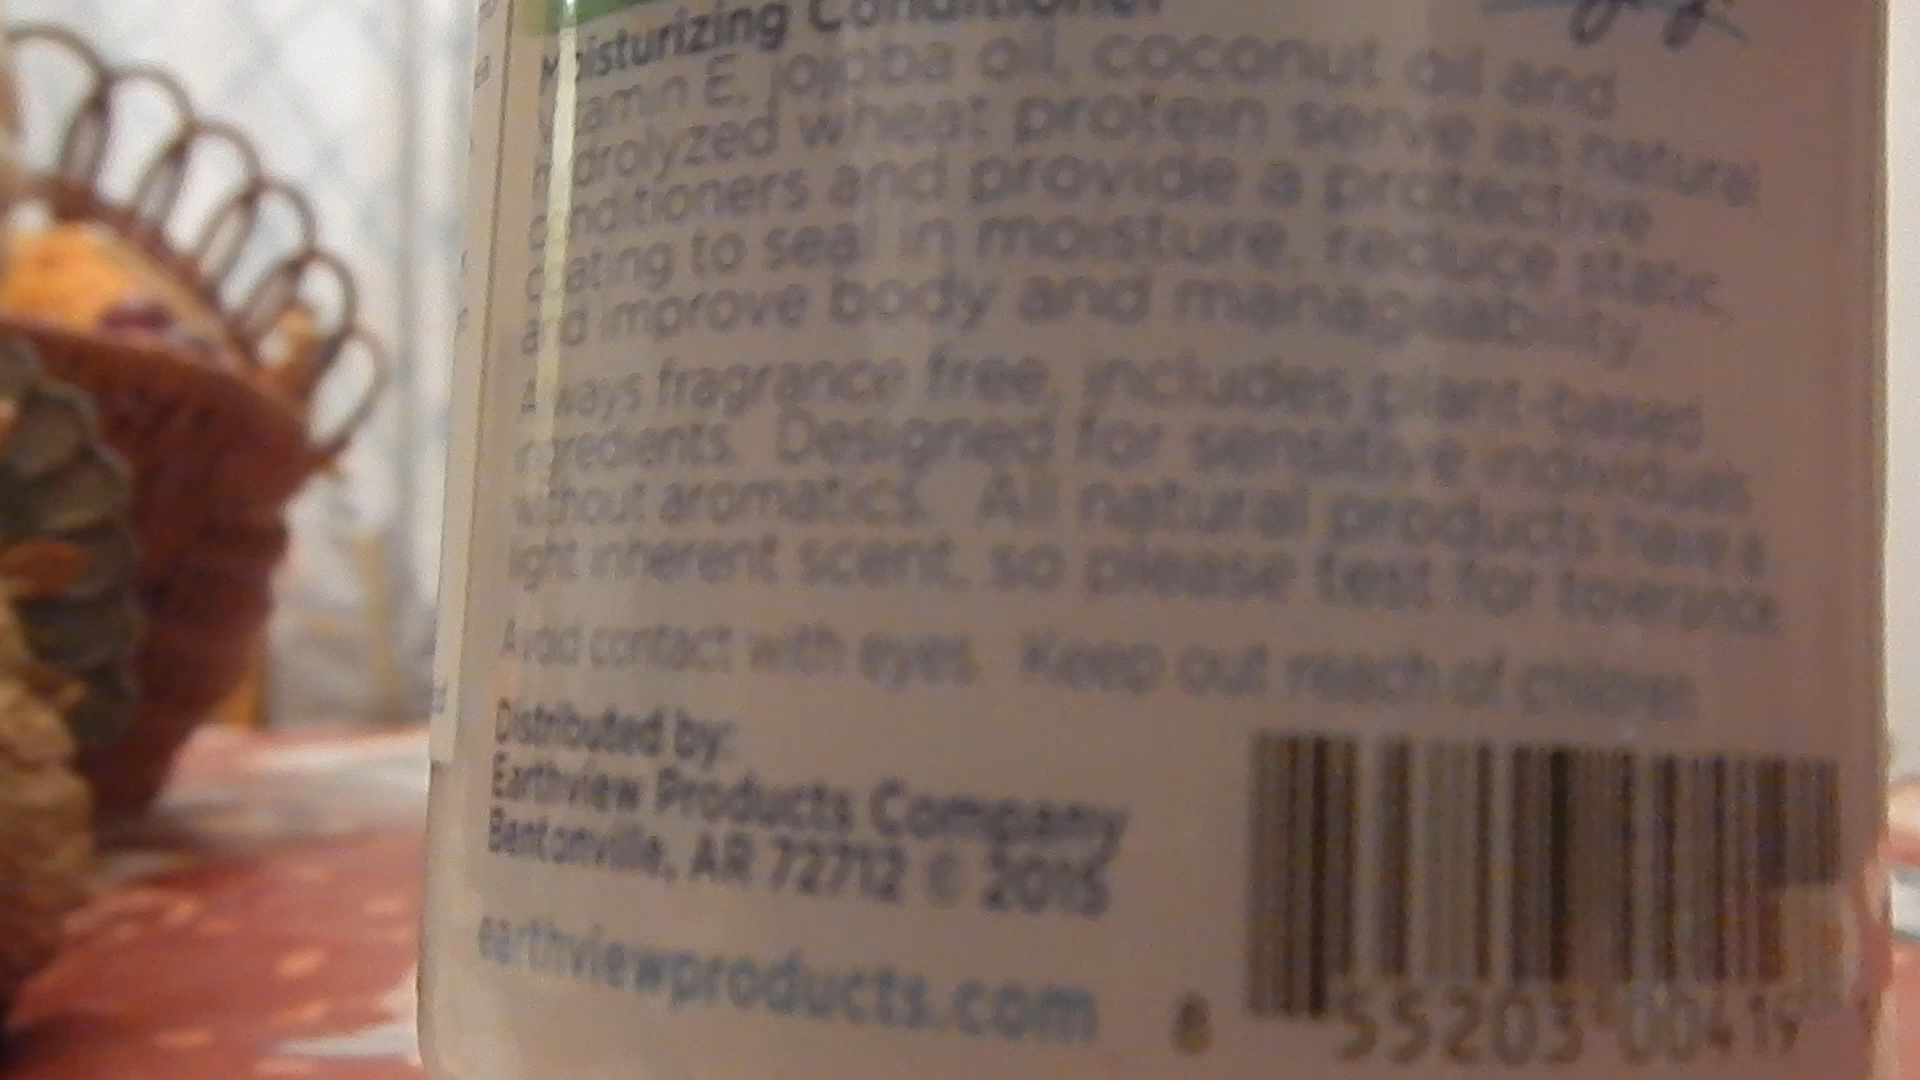 Moisturizing Conditioner
Vitamin E, jojoba oil, coconut oil and
hydrolyzed wheat protein serve as natural
conditioners and provide a protective
coating to seal in moisture, reduce static,
and improve body and manageability.
Always fragrance free, includes plant-based
ingredients. Designed for sensitive individuals
without aromatics. All natural products have a
light inherent scent, so please test for tolerance.
Avoid contact with eyes. Keep out reach of children.
Distributed by:
Earthview Products Company
Bentonville, AR 72712 © 2015
earthviewproducts.com
8 55203 00419